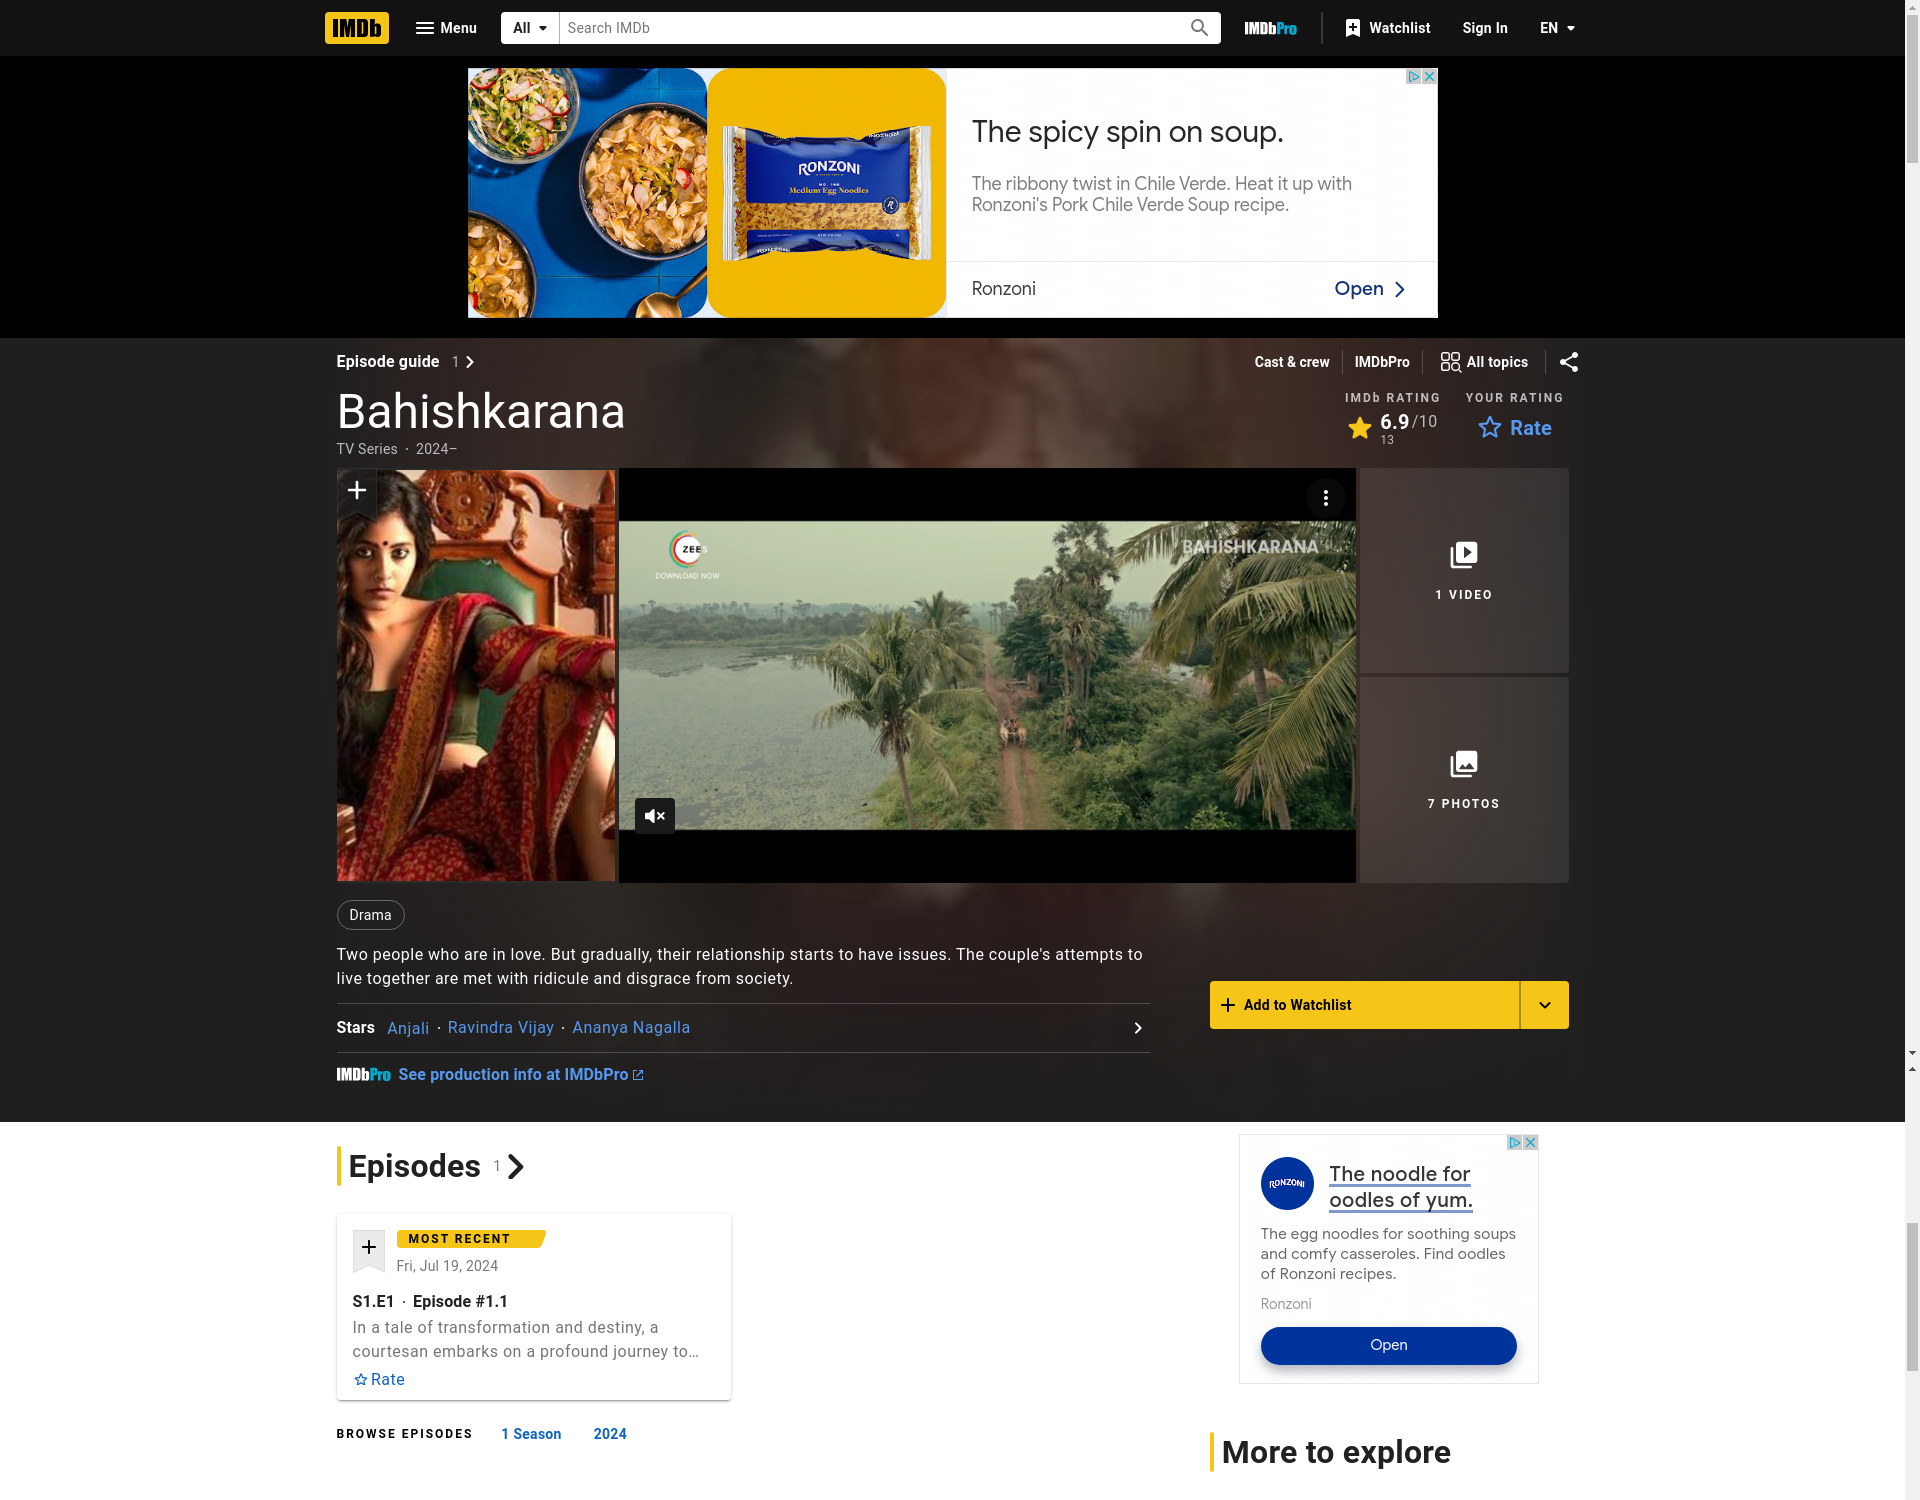 IMDb
Menu
All
Search IMDb
IMDbPro
Watchlist
Sign In
EN
RONZONI
Medium Egg Noodles
The spicy spin on soup.
The ribbony twist in Chile Verde. Heat it up with
Ronzoni's Pork Chile Verde Soup recipe.
Ronzoni
Open
Episode guide 1
Cast & crew
IMDbPro
All topics
Bahishkarana
TV Series · 2024–
IMDb RATING
6.9/10
13
YOUR RATING
Rate
ZEE5
DOWNLOAD NOW
BAHISHKARANA
1 VIDEO
7 PHOTOS
Drama
Two people who are in love. But gradually, their relationship starts to have issues. The couple's attempts to
live together are met with ridicule and disgrace from society.
Stars Anjali · Ravindra Vijay · Ananya Nagalla
IMDbPro See production info at IMDbPro
Add to Watchlist
Episodes 1
MOST RECENT
Fri, Jul 19, 2024
S1.E1 · Episode #1.1
In a tale of transformation and destiny, a
courtesan embarks on a profound journey to…
Rate
BROWSE EPISODES 1 Season 2024
RONZONI
The noodle for
oodles of yum.
The egg noodles for soothing soups
and comfy casseroles. Find oodles
of Ronzoni recipes.
Ronzoni
Open
More to explore